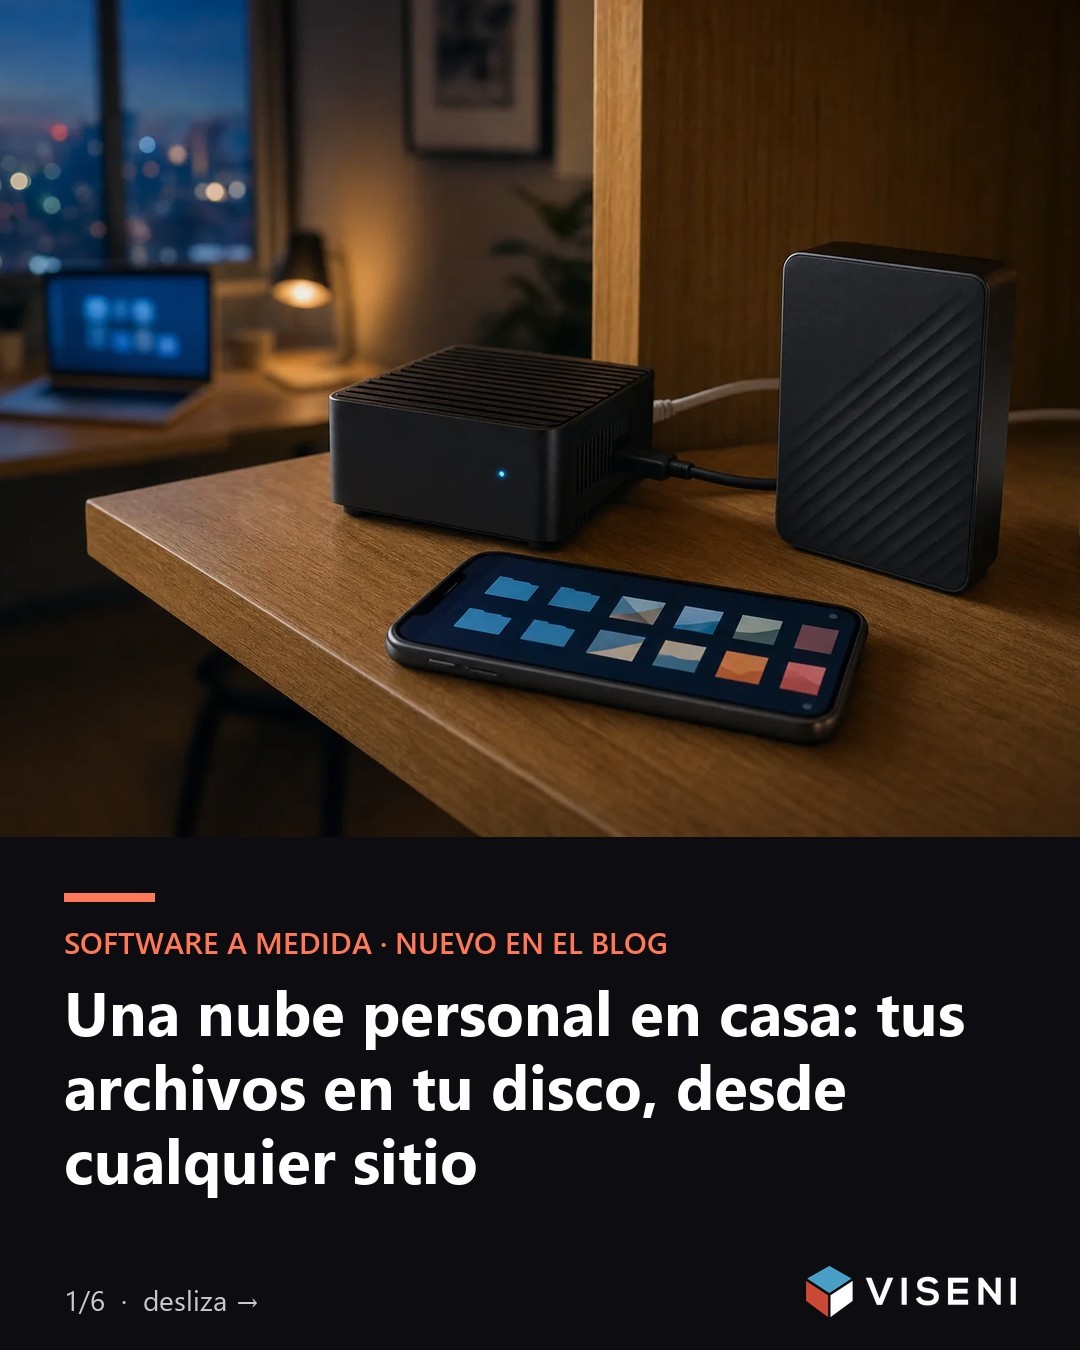 SOFTWARE A MEDIDA · NUEVO EN EL BLOG
Una nube personal en casa: tus
archivos en tu disco, desde
cualquier sitio
1/6 · desliza →
VISENI